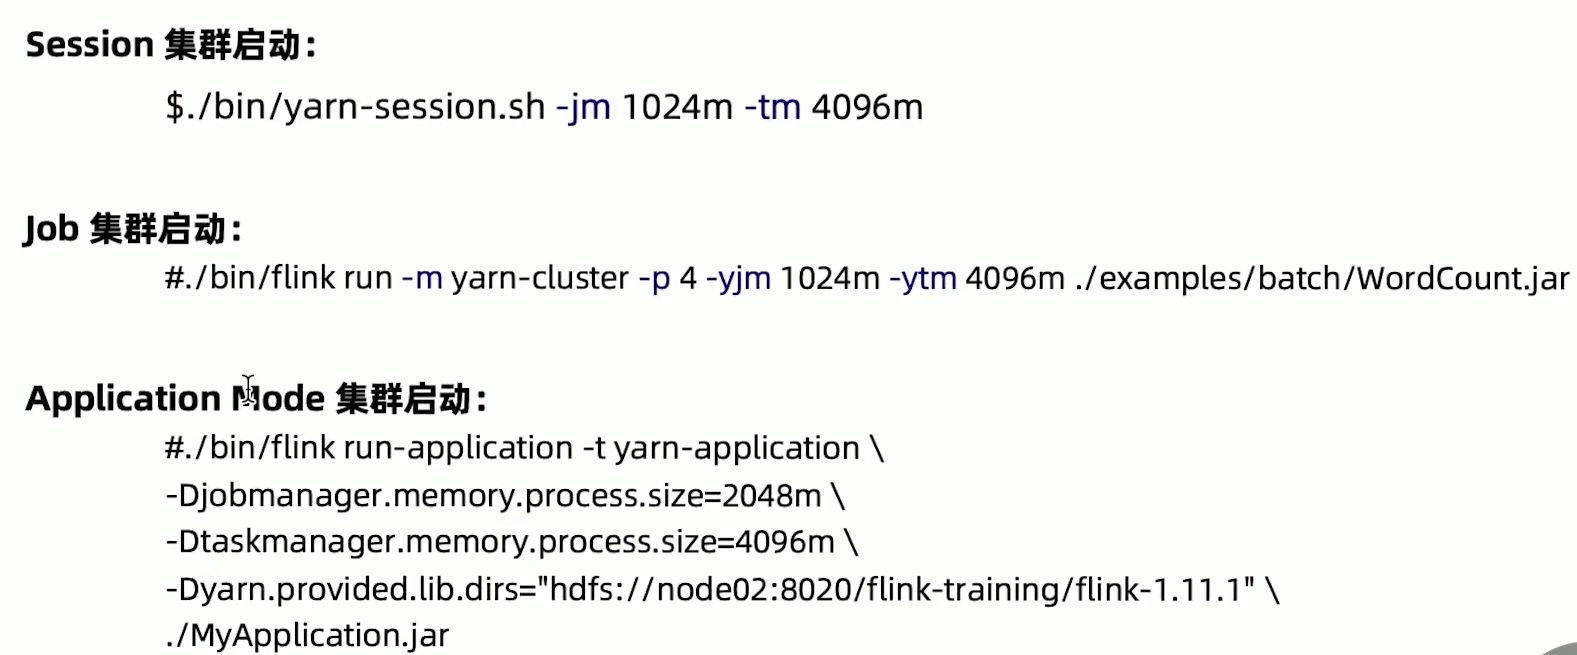 Session 集群启动：
$./bin/yarn-session.sh -jm 1024m -tm 4096m
Job 集群启动：
#./bin/flink run -m yarn-cluster -p 4 -yjm 1024m -ytm 4096m ./examples/batch/WordCount.jar
Application Mode 集群启动：
#./bin/flink run-application -t yarn-application \
-Djobmanager.memory.process.size=2048m \
-Dtaskmanager.memory.process.size=4096m \
-Dyarn.provided.lib.dirs="hdfs://node02:8020/flink-training/flink-1.11.1" \
./MyApplication.jar